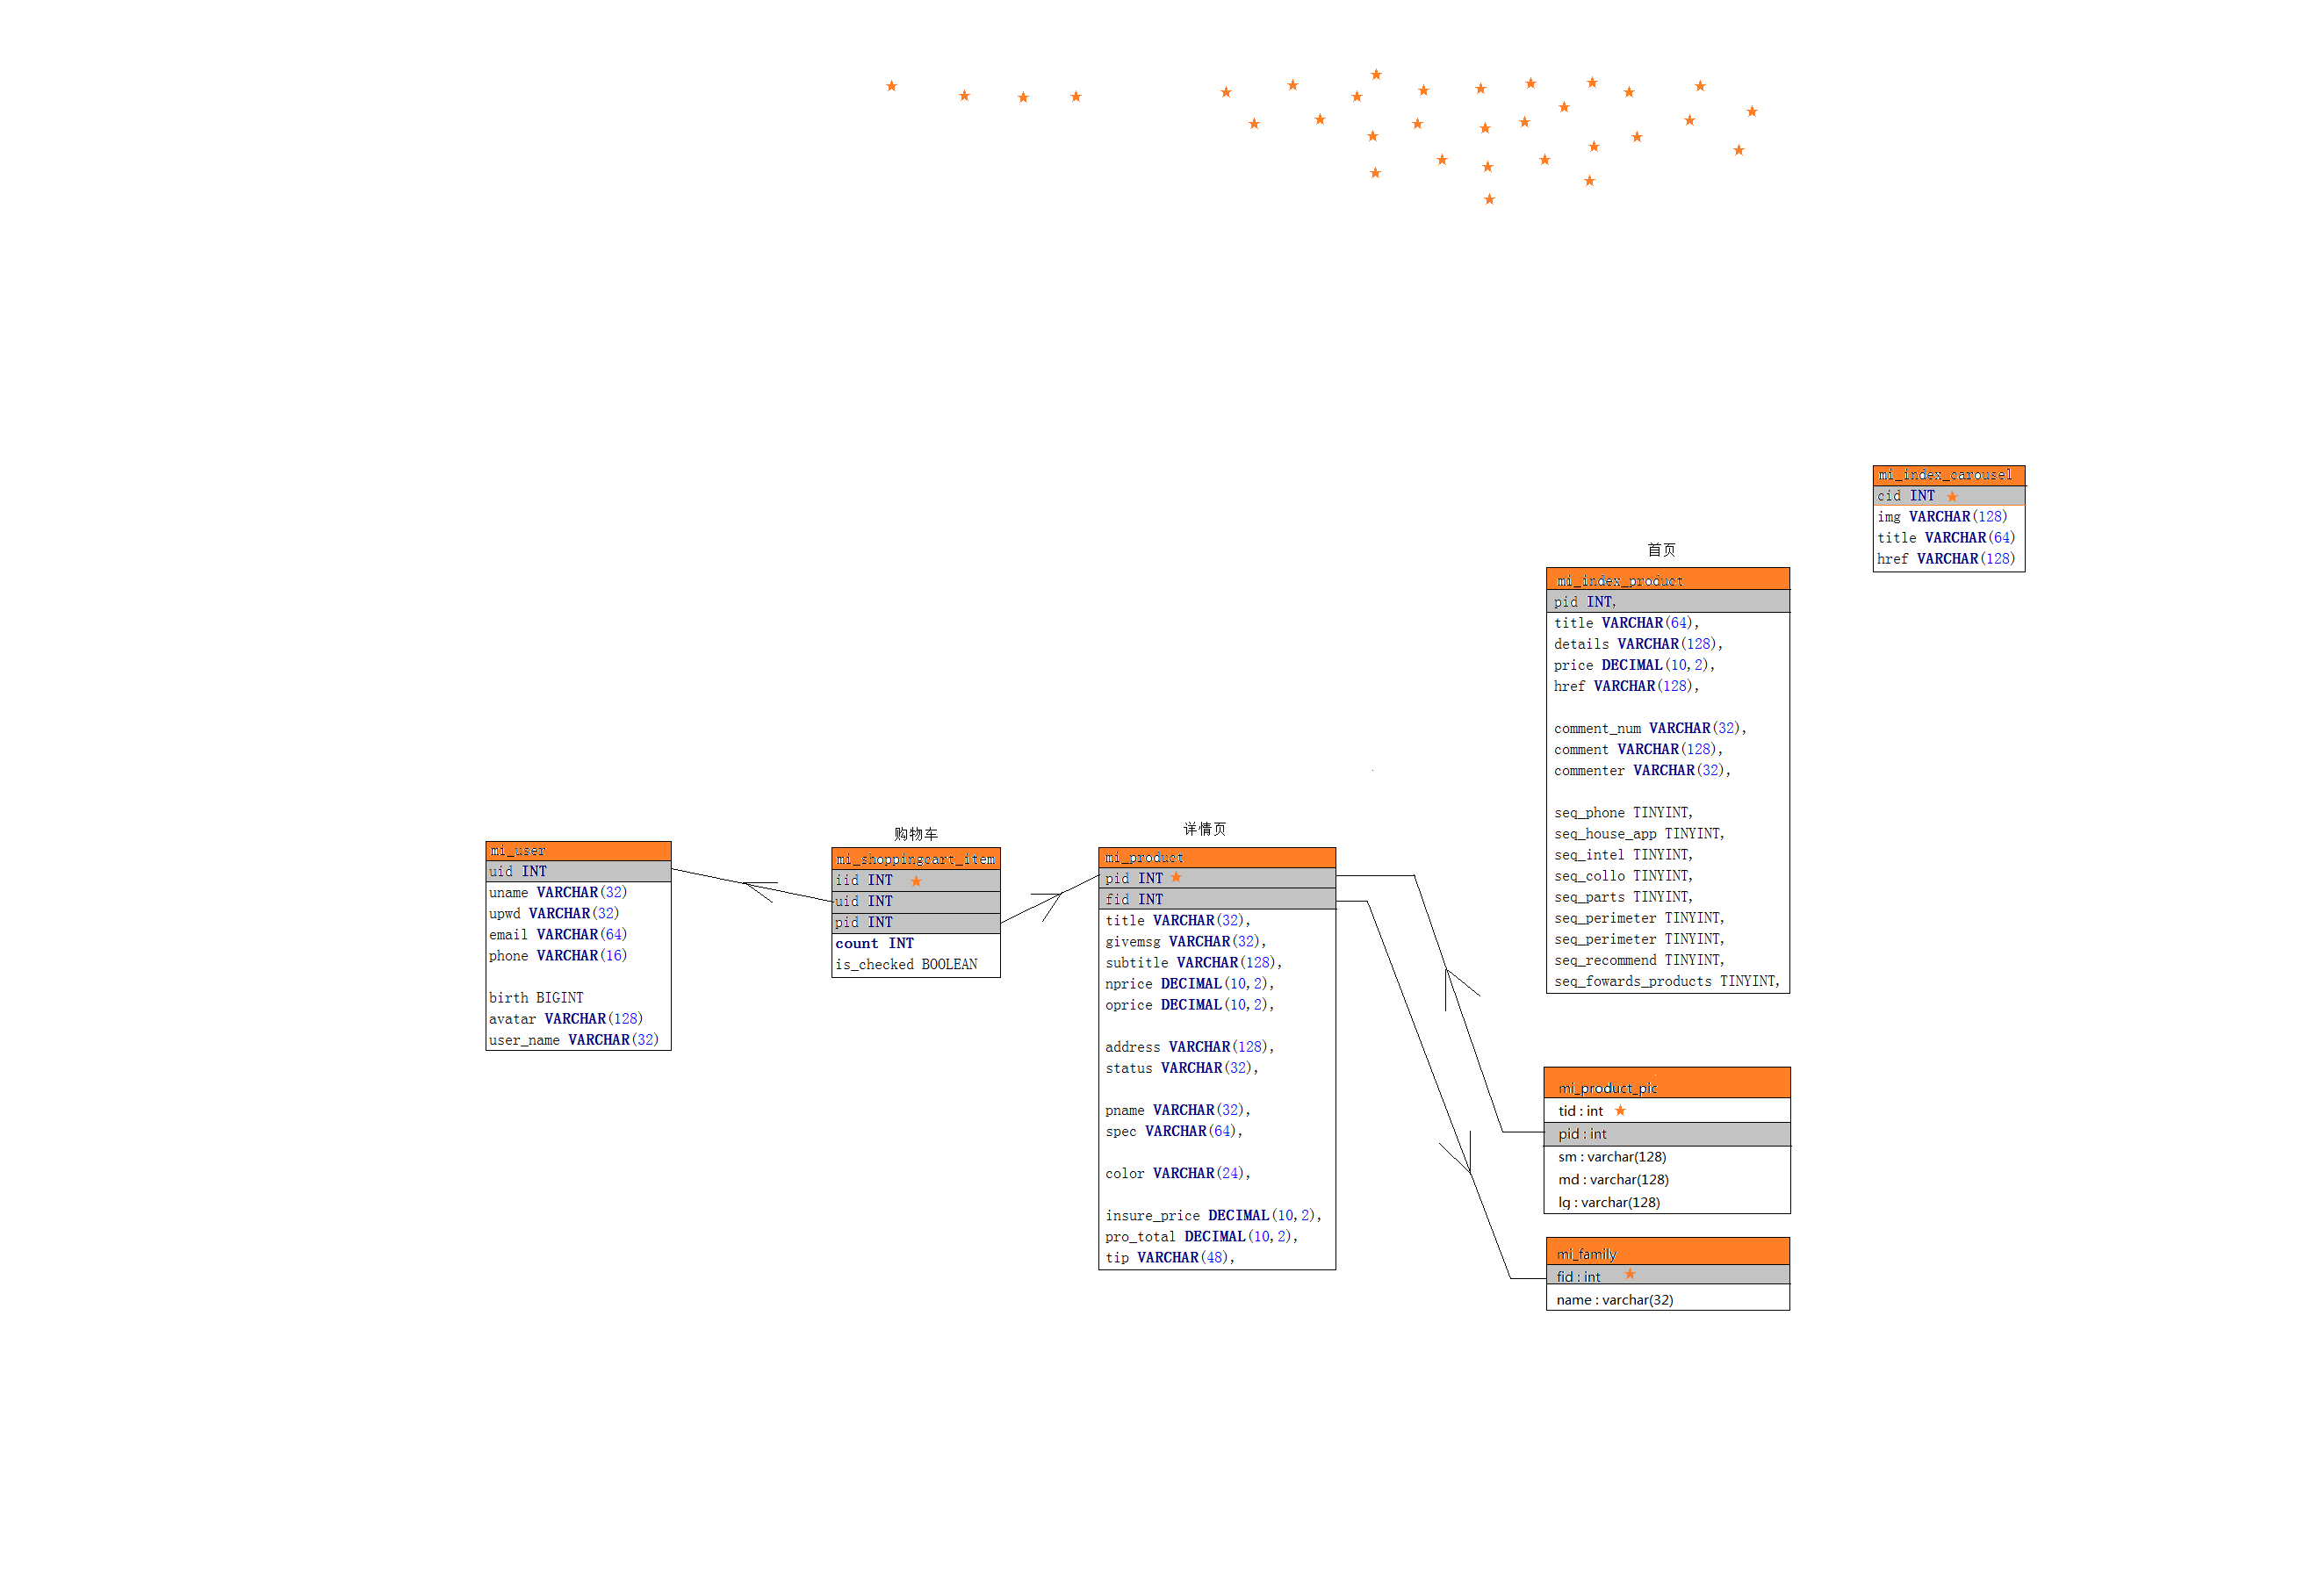 mi_index_carousel
cid INT
img VARCHAR(128)
title VARCHAR(64)
href VARCHAR(128)
首页
mi_index_product
pid INT,
title VARCHAR(64),
details VARCHAR(128),
price DECIMAL(10,2),
href VARCHAR(128),
comment_num VARCHAR(32),
comment VARCHAR(128),
commenter VARCHAR(32),
seq_phone TINYINT,
seq_house_app TINYINT,
seq_intel TINYINT,
seq_collo TINYINT,
seq_parts TINYINT,
seq_perimeter TINYINT,
seq_perimeter TINYINT,
seq_recommend TINYINT,
seq_fowards_products TINYINT,
mi_user
uid INT
uname VARCHAR(32)
upwd VARCHAR(32)
email VARCHAR(64)
phone VARCHAR(16)
birth BIGINT
avatar VARCHAR(128)
user_name VARCHAR(32)
购物车
mi_shoppingcart_item
iid INT
uid INT
pid INT
count INT
is_checked BOOLEAN
详情页
mi_product
pid INT
fid INT
title VARCHAR(32),
givemsg VARCHAR(32),
subtitle VARCHAR(128),
nprice DECIMAL(10,2),
oprice DECIMAL(10,2),
address VARCHAR(128),
status VARCHAR(32),
pname VARCHAR(32),
spec VARCHAR(64),
color VARCHAR(24),
insure_price DECIMAL(10,2),
pro_total DECIMAL(10,2),
tip VARCHAR(48),
mi_product_pic
tid : int
pid : int
sm : varchar(128)
md : varchar(128)
lg : varchar(128)
mi_family
fid : int
name : varchar(32)